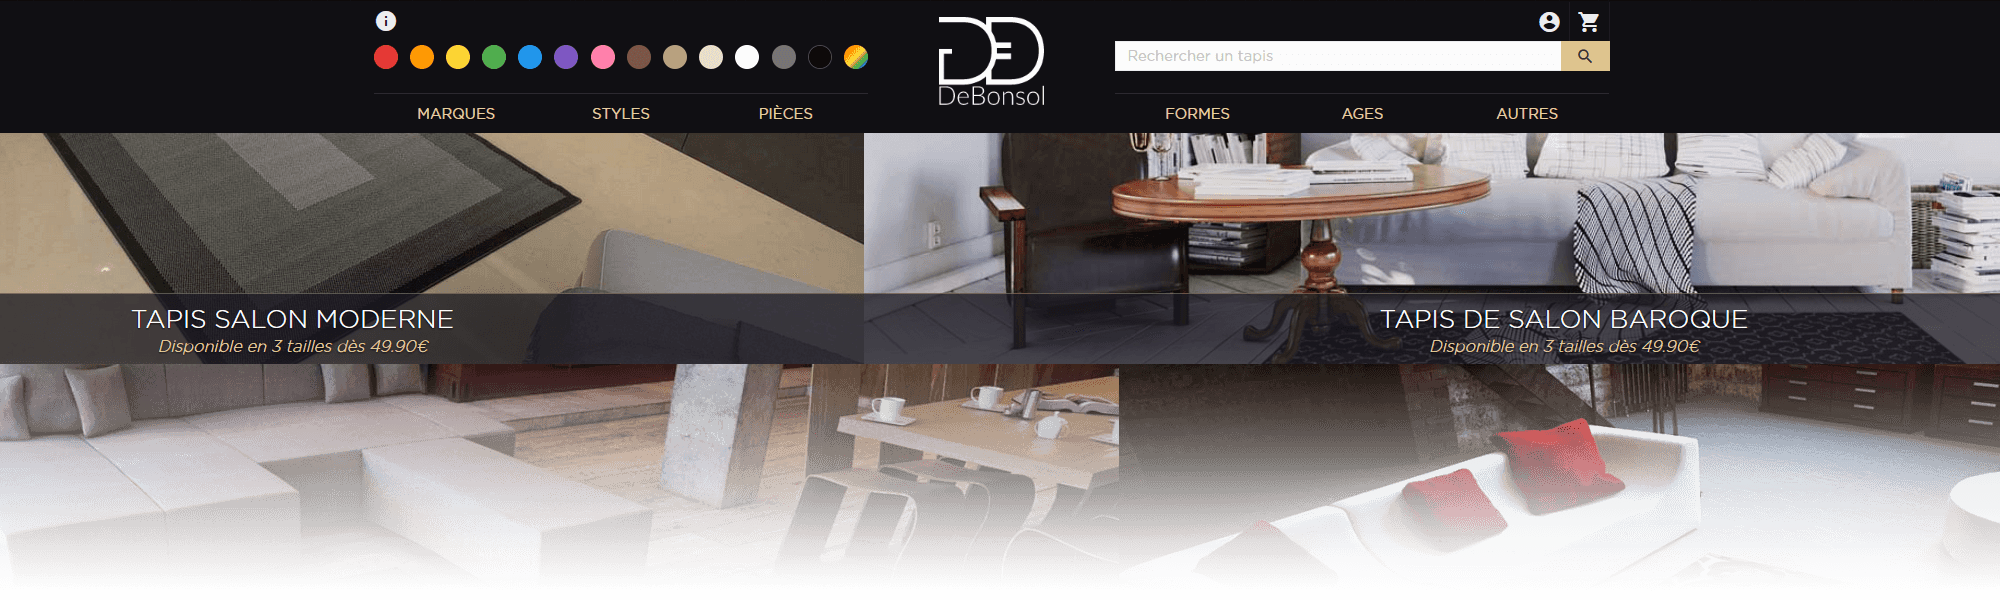 Rechercher un tapis
DeBonsol
MARQUES
STYLES
PIÈCES
FORMES
AGES
AUTRES
TAPIS SALON MODERNE
Disponible en 3 tailles dès 49.90€
TAPIS DE SALON BAROQUE
Disponible en 3 tailles dès 49.90€